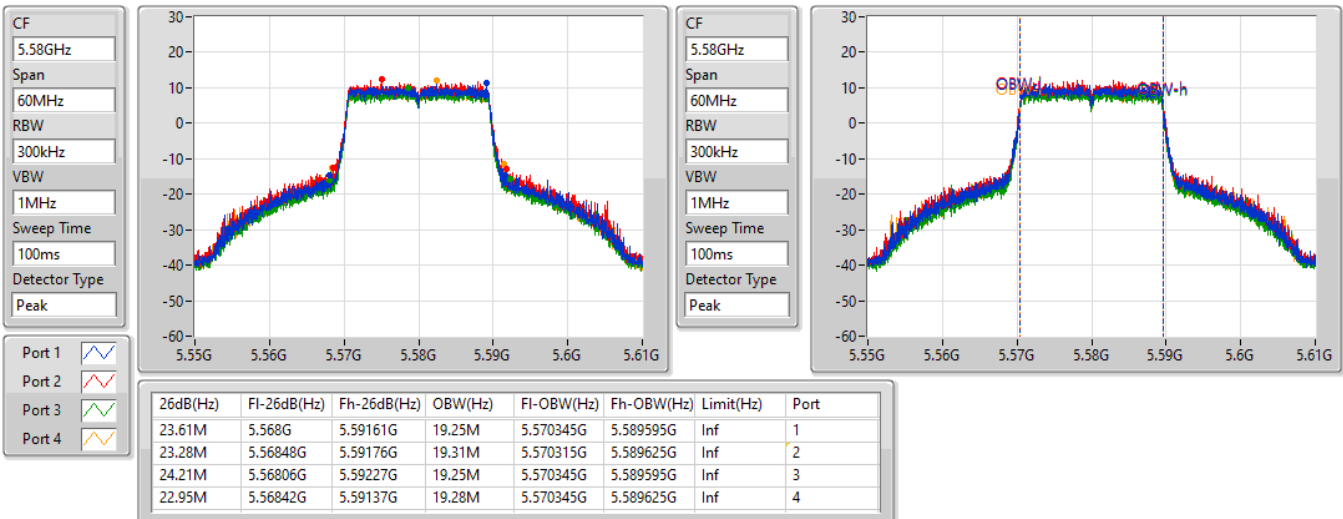 CF
5.58GHz
Span
60MHz
RBW
300kHz
VBW
1MHz
Sweep Time
100ms
Detector Type
Peak
30
20
10
0
-10
-20
-30
-40
-50
-60
5.55G 5.56G 5.57G 5.58G 5.59G 5.6G 5.61G
CF
5.58GHz
Span
60MHz
RBW
300kHz
VBW
1MHz
Sweep Time
100ms
Detector Type
Peak
30
20
10
0
-10
-20
-30
-40
-50
-60
OBW-h
5.55G 5.56G 5.57G 5.58G 5.59G 5.6G 5.61G
Port 1
Port 2
Port 3
Port 4
26dB(Hz) Fl-26dB(Hz) Fh-26dB(Hz) OBW(Hz) Fl-OBW(Hz) Fh-OBW(Hz) Limit(Hz) Port
23.61M 5.568G 5.59161G 19.25M 5.570345G 5.589595G Inf 1
23.28M 5.56848G 5.59176G 19.31M 5.570315G 5.589625G Inf 2
24.21M 5.56806G 5.59227G 19.25M 5.570345G 5.589595G Inf 3
22.95M 5.56842G 5.59137G 19.28M 5.570345G 5.589625G Inf 4